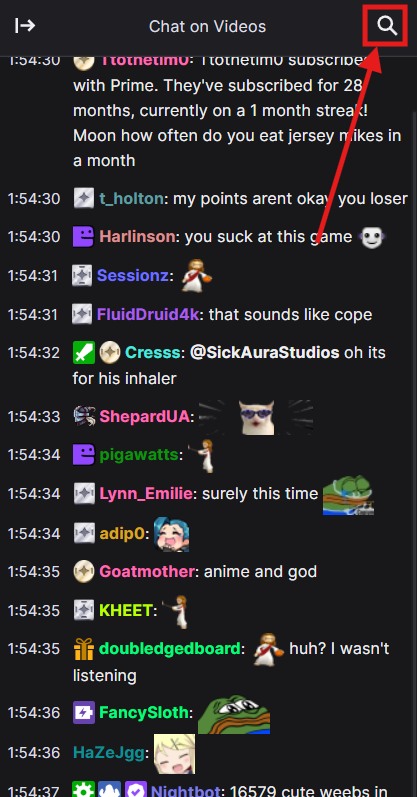 Chat on Videos
1:54:30 TtotheTim0: TtotheTim0 subscribed
with Prime. They've subscribed for 28
months, currently on a 1 month streak!
Moon how often do you eat jersey mikes in
a month
1:54:30 t_holton: my points arent okay you loser
1:54:30 Harlinson: you suck at this game
1:54:31 Sessionz:
1:54:31 FluidDruid4k: that sounds like cope
1:54:32 Cresss: @SickAuraStudios oh its
for his inhaler
1:54:33 ShepardUA:
1:54:34 pigawatts:
1:54:34 Lynn_Emilie: surely this time
1:54:34 adip0:
1:54:35 Goatmother: anime and god
1:54:35 KHEET:
1:54:35 doubledgedboard: huh? I wasn't
listening
1:54:36 FancySloth:
1:54:36 HaZeJgg:
1:54:37 Nightbot: 16579 cute weebs in